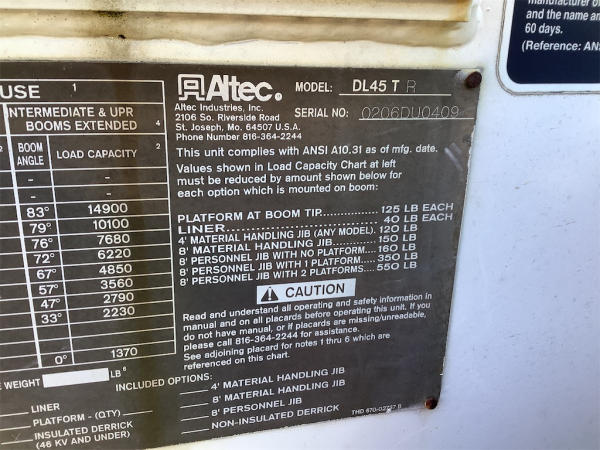 USE 1
INTERMEDIATE & UPR
BOOMS EXTENDED 4
BOOM
ANGLE
LOAD CAPACITY 2
83° 14900
79° 10100
76° 7680
72° 6220
67° 4850
57° 3560
47° 2790
33° 2230
0° 1370
WEIGHT LB 6
Altec®
MODEL: DL45 T R
Altec Industries, Inc.
2106 So. Riverside Road
St. Joseph, Mo. 64507 U.S.A.
Phone Number 816-364-2244
SERIAL NO: 0206DU0409
This unit complies with ANSI A10.31 as of mfg. date.
Values shown in Load Capacity Chart at left
must be reduced by amount shown below for
each option which is mounted on boom:
PLATFORM AT BOOM TIP................ 125 LB EACH
LINER................................ 40 LB EACH
4' MATERIAL HANDLING JIB (ANY MODEL). 120 LB
8' MATERIAL HANDLING JIB............. 150 LB
8' PERSONNEL JIB WITH NO PLATFORM.... 160 LB
8' PERSONNEL JIB WITH 1 PLATFORM..... 350 LB
8' PERSONNEL JIB WITH 2 PLATFORMS.... 550 LB
CAUTION
Read and understand all operating and safety information in
manual and on all placards before operating this unit. If you
do not have manual, or if placards are missing/unreadable,
please call 816-364-2244 for assistance.
See adjoining placard for notes 1 thru 6 which are
referenced on this chart.
INCLUDED OPTIONS:
LINER
PLATFORM - (QTY)
INSULATED DERRICK
(46 KV AND UNDER)
4' MATERIAL HANDLING JIB
8' MATERIAL HANDLING JIB
8' PERSONNEL JIB
NON-INSULATED DERRICK
manufacturer of
and the name an
60 days.
(Reference: ANS